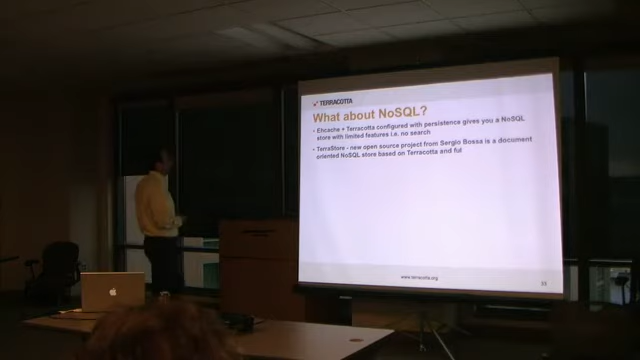 TERRACOTTA
What about NoSQL?
- Ehcache + Terracotta configured with persistence gives you a NoSQL
store with limited features i.e. no search
- TerraStore - new open source project from Sergio Bossa is a document
oriented NoSQL store based on Terracotta and ful
www.terracotta.org